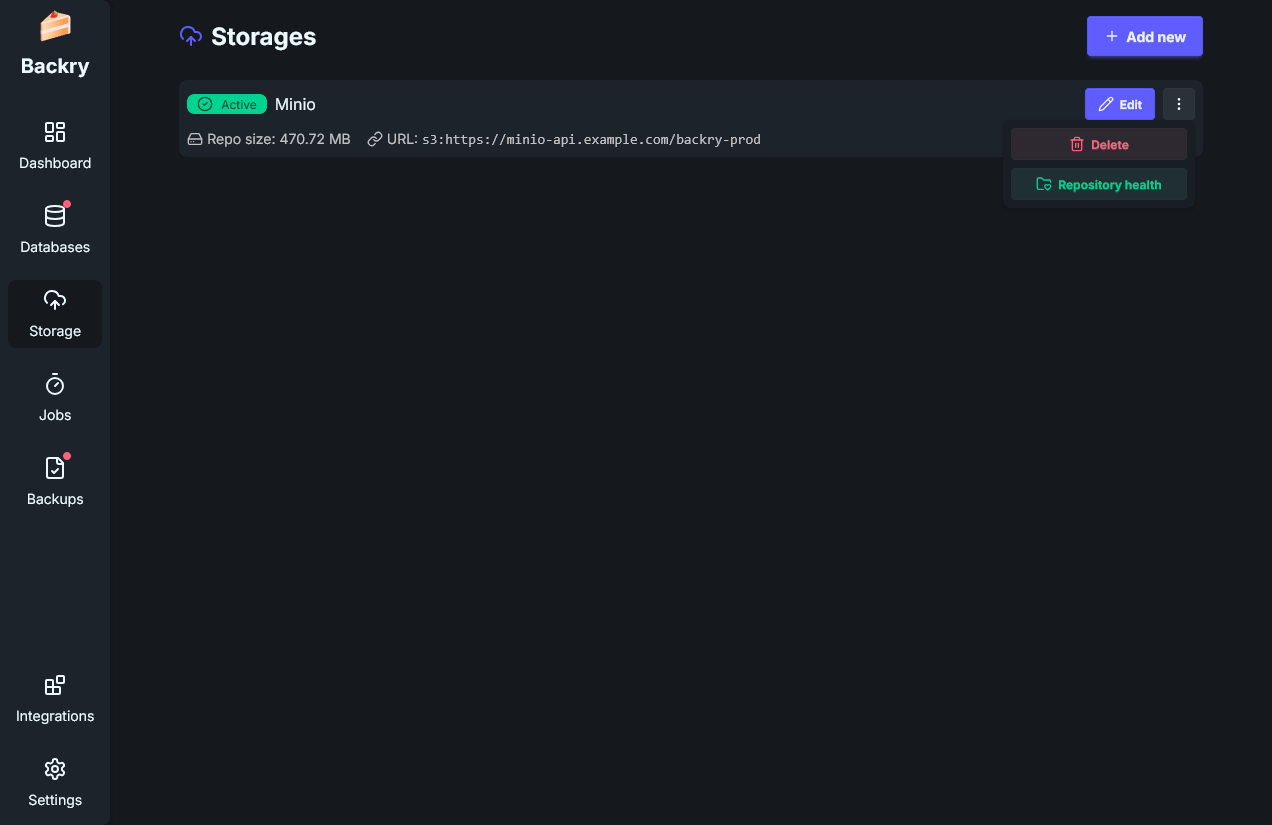 Backry
Dashboard
Databases
Storage
Jobs
Backups
Integrations
Settings
Storages
Add new
Active Minio
Edit
Repo size: 470.72 MB URL: s3:https://minio-api.example.com/backry-prod
Delete
Repository health